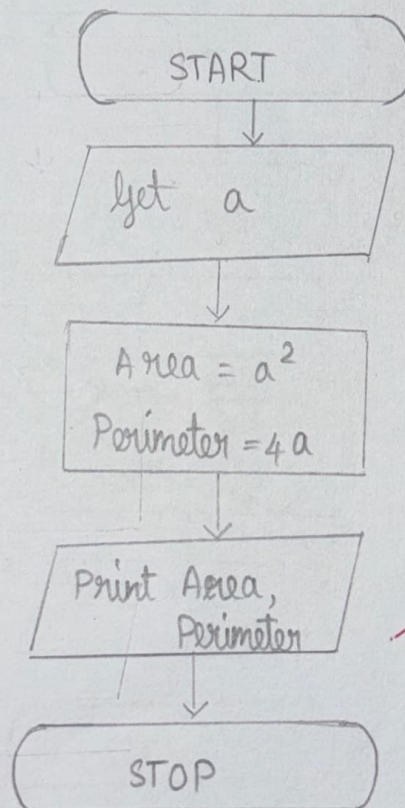 START
Get a
Area = a²
Perimeter = 4a
Print Area,
Perimeter
STOP